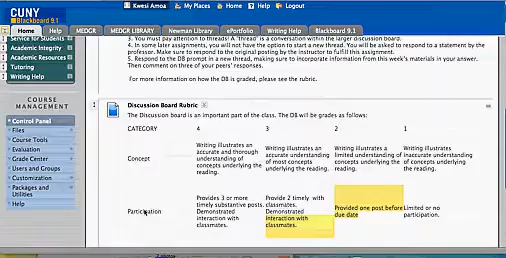 Kwesi Amoa My Places Home Help Logout
CUNY
Blackboard 9.1
Home Help MEDGR MEDGR LIBRARY Newman Library ePortfolio Writing Help Blackboard 9.1
Service for Students
Academic Integrity
Academic Resources
Tutoring
Writing Help
COURSE
MANAGEMENT
Control Panel
Files
Course Tools
Evaluation
Grade Center
Users and Groups
Customization
Packages and
Utilities
Help
3. You must pay attention to threads! A "thread" is a conversation within the larger discussion board.
4. In some later assignments, you will not have the option to start a new thread. You will be asked to respond to a statement by the
professor. Make sure to respond to the original posting by the instructor to fulfill this assignment.
5. Respond to the DB prompt in a new thread, making sure to incorporate information from this week's materials in your answer.
Then comment on three of your peers' responses.
For more information on how the DB is graded, please see the rubric.
Discussion Board Rubric
The Discussion board is an important part of the class. The DB will be graded as follows:
CATEGORY 4 3 2 1
Concept
Writing illustrates an
accurate and thorough
understanding of
concepts underlying the
reading.
Writing illustrates an
accurate understanding
of most concepts
underlying the reading.
Writing illustrates a
limited understanding of
concepts underlying the
reading.
Writing illustrates an
inaccurate understanding
of concepts underlying
the reading.
Participation
Provides 3 or more
timely substantive posts.
Demonstrated
interaction with
classmates.
Provides 2 timely with
classmates.
Demonstrated
interaction with
classmates.
Provided one post before
due date
Limited or no
participation.